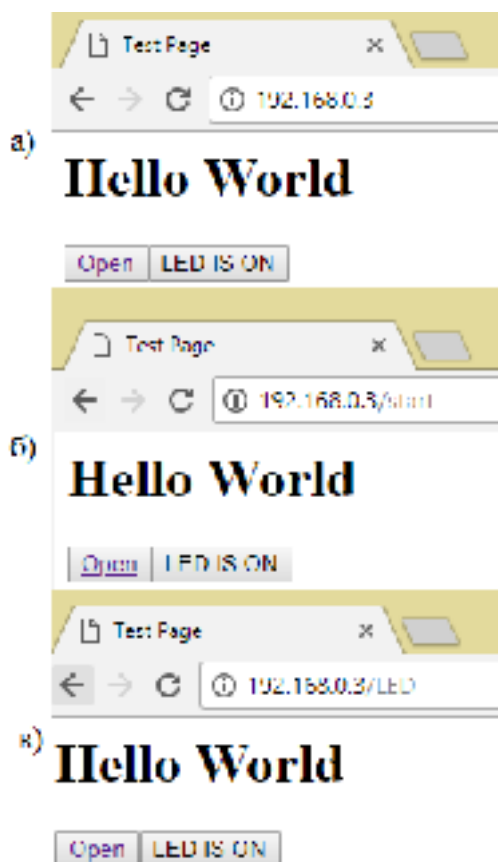 Test Page
192.168.0.3
а)
Hello World
Open LED IS ON
Test Page
192.168.0.3/start
б)
Hello World
Open LED IS ON
Test Page
192.168.0.3/LED
в)
Hello World
Open LED IS ON